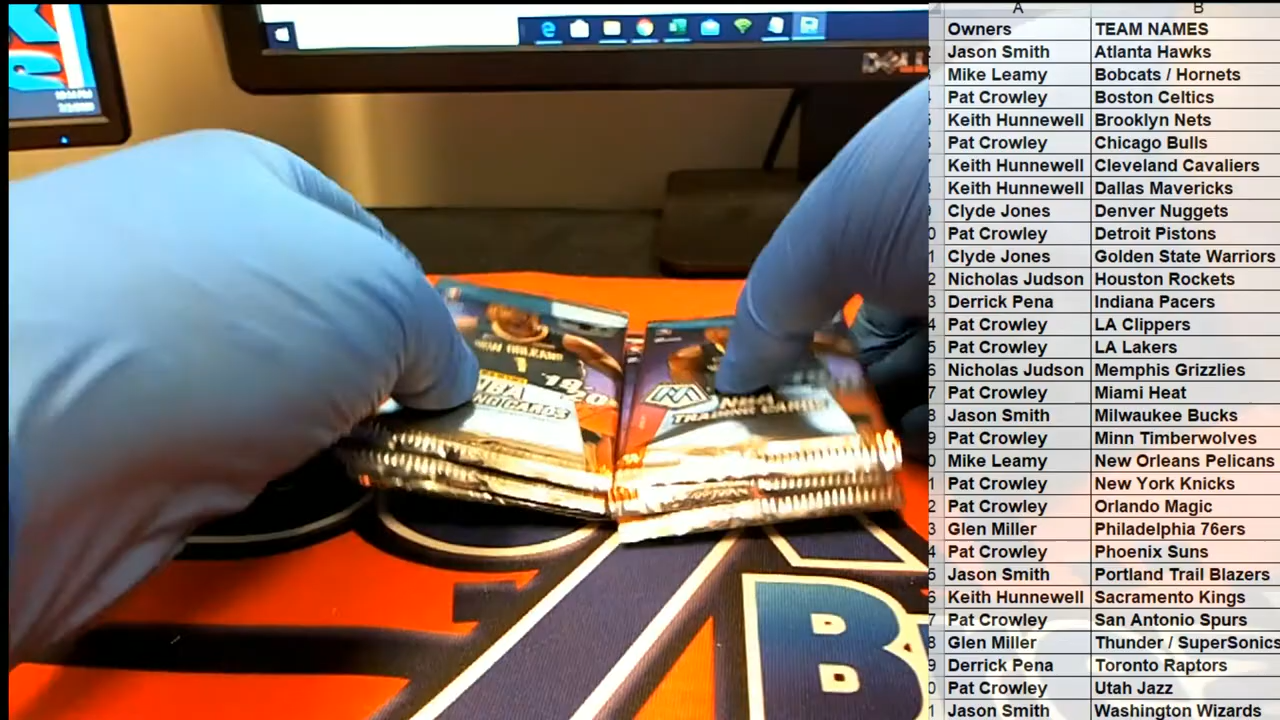 A B
Owners TEAM NAMES
Jason Smith Atlanta Hawks
Mike Leamy Bobcats / Hornets
Pat Crowley Boston Celtics
Keith Hunnewell Brooklyn Nets
Pat Crowley Chicago Bulls
Keith Hunnewell Cleveland Cavaliers
Keith Hunnewell Dallas Mavericks
Clyde Jones Denver Nuggets
Pat Crowley Detroit Pistons
Clyde Jones Golden State Warriors
Nicholas Judson Houston Rockets
Derrick Pena Indiana Pacers
Pat Crowley LA Clippers
Pat Crowley LA Lakers
Nicholas Judson Memphis Grizzlies
Pat Crowley Miami Heat
Jason Smith Milwaukee Bucks
Pat Crowley Minn Timberwolves
Mike Leamy New Orleans Pelicans
Pat Crowley New York Knicks
Pat Crowley Orlando Magic
Glen Miller Philadelphia 76ers
Pat Crowley Phoenix Suns
Jason Smith Portland Trail Blazers
Keith Hunnewell Sacramento Kings
Pat Crowley San Antonio Spurs
Glen Miller Thunder / SuperSonics
Derrick Pena Toronto Raptors
Pat Crowley Utah Jazz
Jason Smith Washington Wizards
DELL
NBA
TRADING CARDS
19-20
B